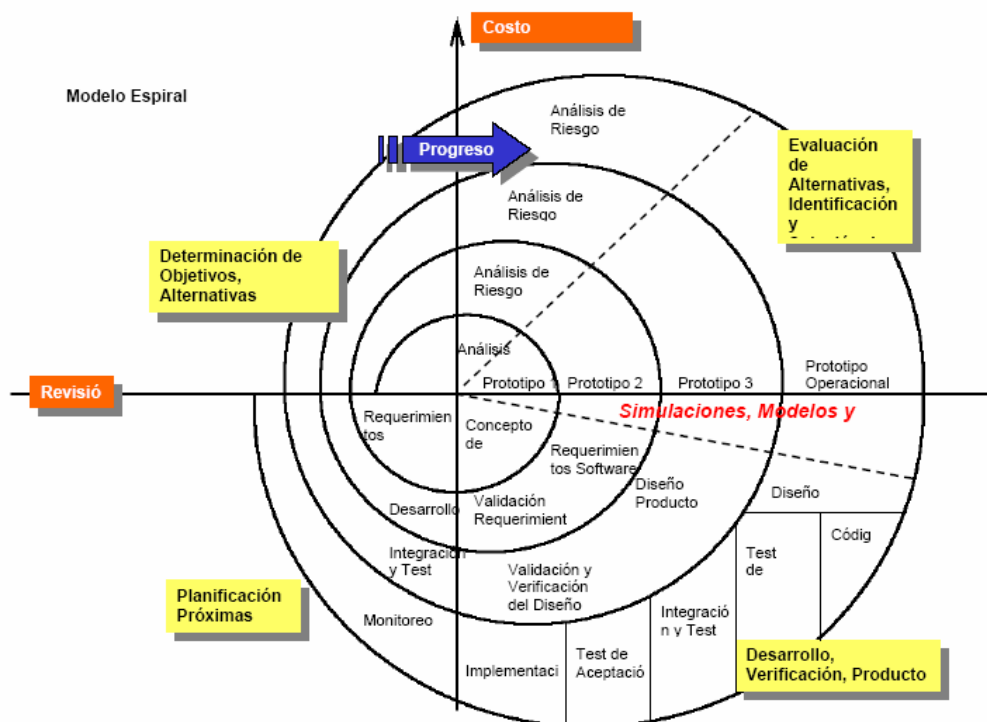 Costo
Modelo Espiral
Análisis de
Riesgo
Progreso
Evaluación
de
Alternativas,
Identificación
y
Análisis de
Riesgo
Determinación de
Objetivos,
Alternativas
Análisis de
Riesgo
Análisis
Prototipo 1
Prototipo 2
Prototipo 3
Prototipo
Operacional
Revisió
Simulaciones, Modelos y
Requerimien
tos
Concepto
de
Requerimien
tos Software
Diseño
Producto
Diseño
Desarrollo
Validación
Requerimient
Códig
Integración
y Test
Test
de
Validación y
Verificación
del Diseño
Planificación
Próximas
Monitoreo
Integració
n y Test
Implementaci
Test de
Aceptació
Desarrollo,
Verificación, Producto